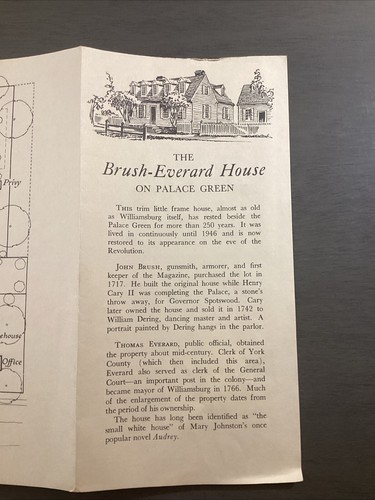 THE
Brush-Everard House
ON PALACE GREEN
THIS trim little frame house, almost as old
as Williamsburg itself, has rested beside the
Palace Green for more than 250 years. It was
lived in continuously until 1946 and is now
restored to its appearance on the eve of the
Revolution.
JOHN BRUSH, gunsmith, armorer, and first
keeper of the Magazine, purchased the lot in
1717. He built the original house while Henry
Cary II was completing the Palace, a stone's
throw away, for Governor Spotswood. Cary
later owned the house and sold it in 1742 to
William Dering, dancing master and artist. A
portrait painted by Dering hangs in the parlor.
THOMAS EVERARD, public official, obtained
the property about mid-century. Clerk of York
County (which then included this area),
Everard also served as clerk of the General
Court—an important post in the colony—and
became mayor of Williamsburg in 1766. Much
of the enlargement of the property dates from
the period of his ownership.
The house has long been identified as "the
small white house" of Mary Johnston's once
popular novel Audrey.
Privy
ehouse
Office